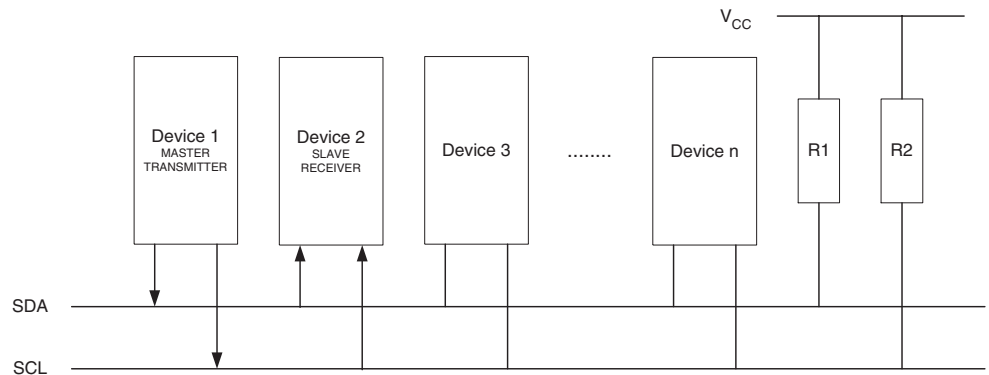 VCC
Device 1
MASTER
TRANSMITTER
Device 2
SLAVE
RECEIVER
Device 3
........
Device n
R1
R2
SDA
SCL